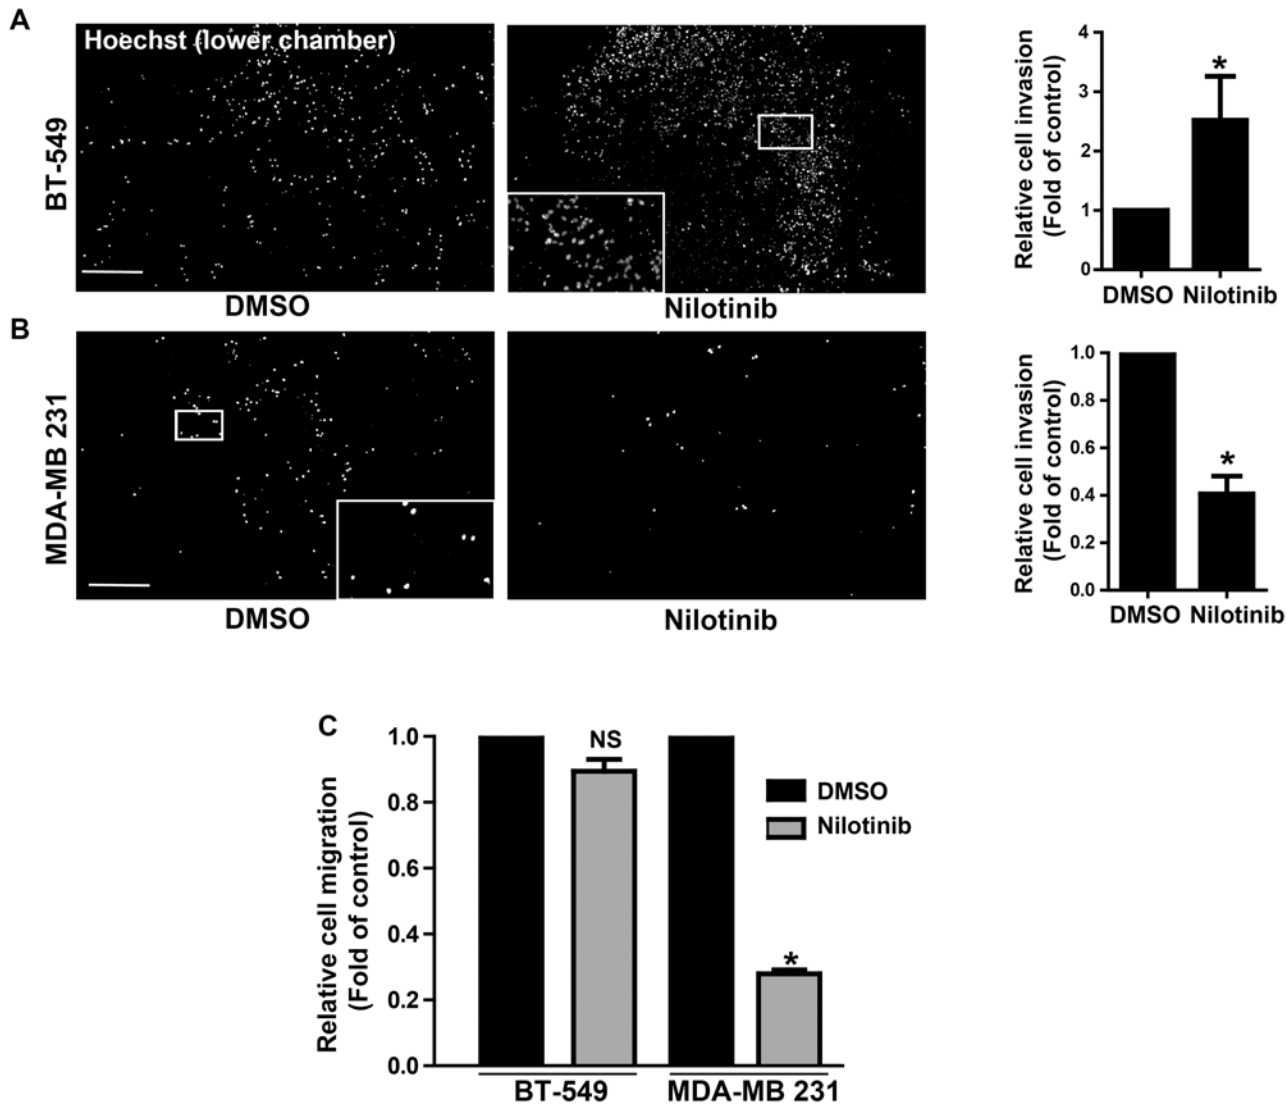 A
Hoechst (lower chamber)
BT-549
DMSO
Nilotinib
Relative cell invasion
(Fold of control)
4
3
2
1
0
*
DMSO Nilotinib
B
MDA-MB 231
DMSO
Nilotinib
Relative cell invasion
(Fold of control)
1.0
0.8
0.6
0.4
0.2
0.0
*
DMSO Nilotinib
C
Relative cell migration
(Fold of control)
1.0
0.8
0.6
0.4
0.2
0.0
NS
*
DMSO
Nilotinib
BT-549 MDA-MB 231